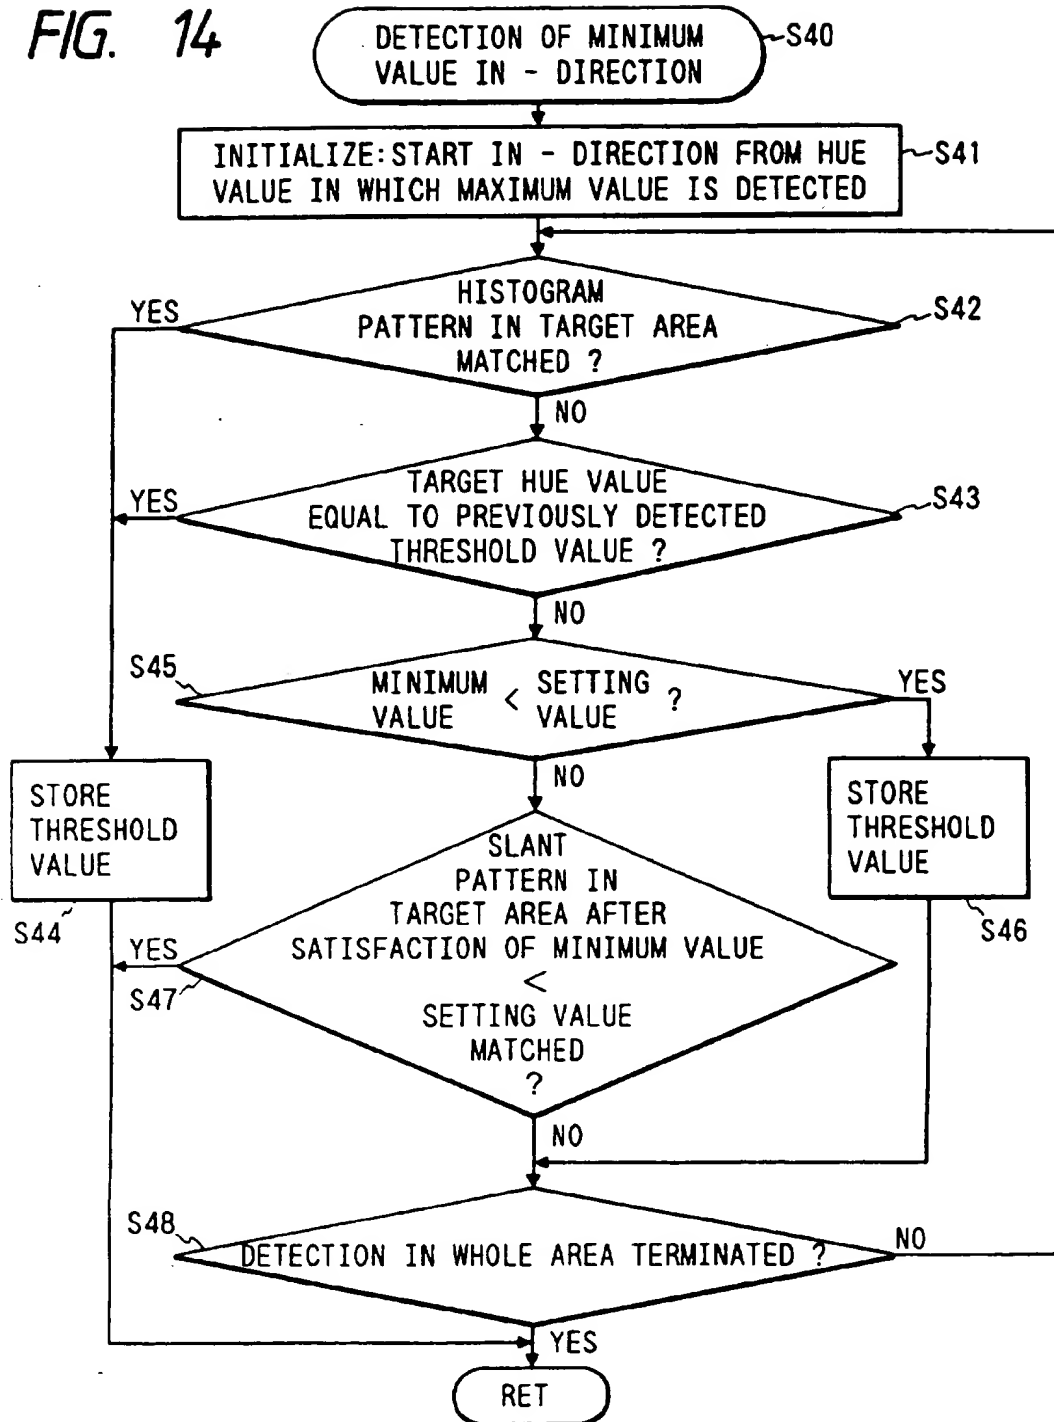 FIG. 14
DETECTION OF MINIMUM
VALUE IN - DIRECTION
S40
INITIALIZE:START IN - DIRECTION FROM HUE
VALUE IN WHICH MAXIMUM VALUE IS DETECTED
S41
HISTOGRAM
PATTERN IN TARGET AREA
MATCHED ?
S42
YES
NO
TARGET HUE VALUE
EQUAL TO PREVIOUSLY DETECTED
THRESHOLD VALUE ?
S43
YES
NO
S45
MINIMUM VALUE < SETTING VALUE ?
YES
NO
STORE
THRESHOLD
VALUE
S44
STORE
THRESHOLD
VALUE
S46
SLANT
PATTERN IN
TARGET AREA AFTER
SATISFACTION OF MINIMUM VALUE
<
SETTING VALUE
MATCHED
?
YES
S47
NO
S48
DETECTION IN WHOLE AREA TERMINATED ?
NO
YES
RET